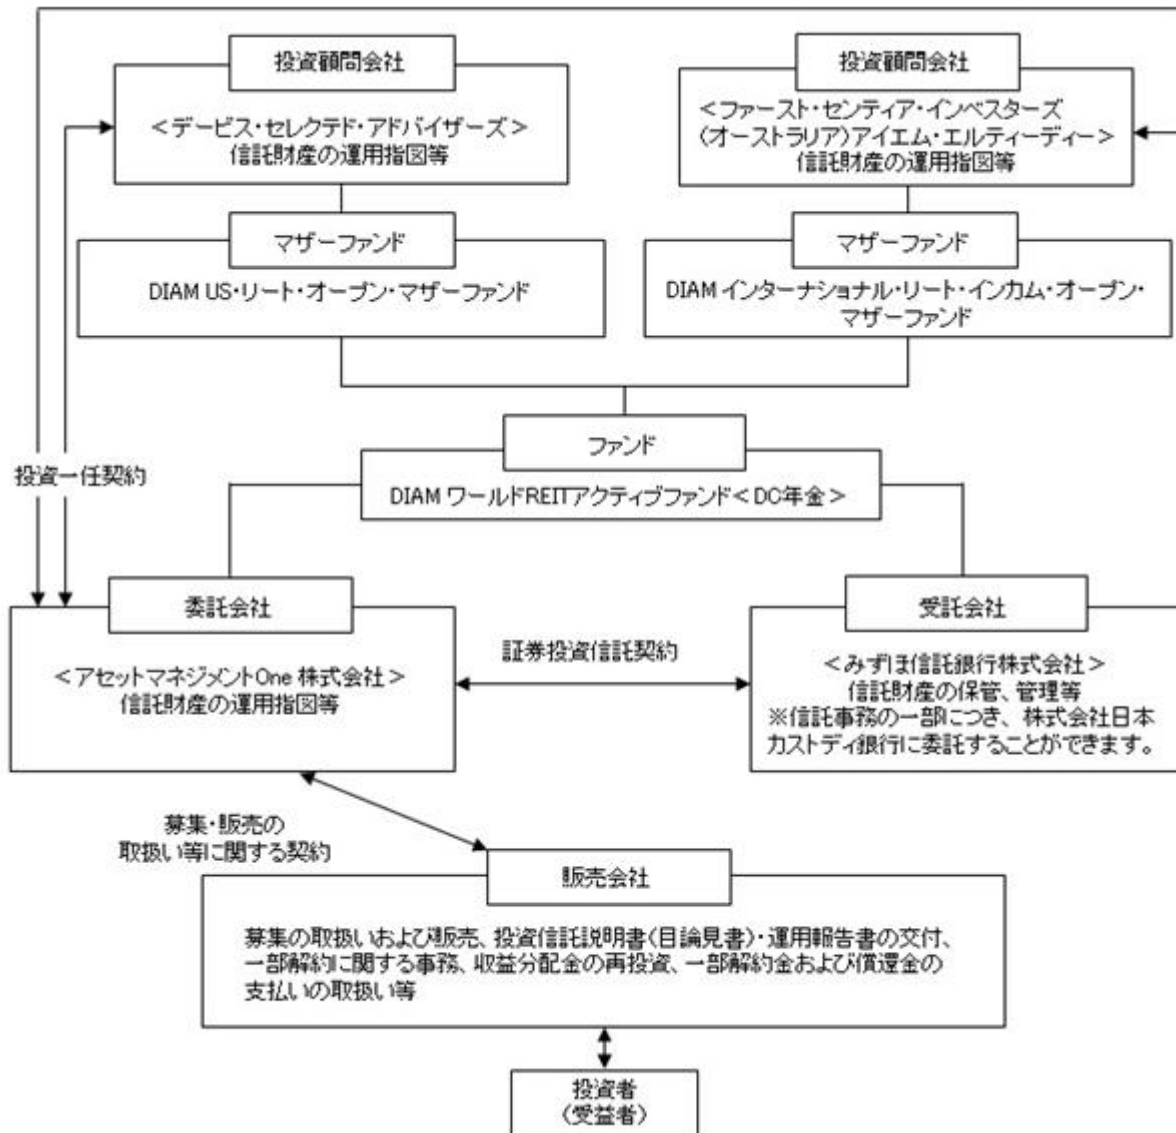 投資顧問会社
<デービス・セレクテド・アドバイザーズ>
信託財産の運用指図等
投資顧問会社
<ファースト・センティア・インベスターズ
(オーストラリア)アイエム・エルティーディー>
信託財産の運用指図等
マザーファンド
DIAM US・リート・オープン・マザーファンド
マザーファンド
DIAM インターナショナル・リート・インカム・オープン・
マザーファンド
ファンド
DIAM ワールドREITアクティブファンド<DC年金>
投資一任契約
委託会社
<アセットマネジメントOne 株式会社>
信託財産の運用指図等
証券投資信託契約
受託会社
<みずほ信託銀行株式会社>
信託財産の保管、管理等
※信託事務の一部につき、株式会社日本
カストディ銀行に委託することができます。
募集・販売の
取扱い等に関する契約
販売会社
募集の取扱いおよび販売、投資信託説明書(目論見書)・運用報告書の交付、
一部解約に関する事務、収益分配金の再投資、一部解約金および償還金の
支払いの取扱い等
投資者
(受益者)